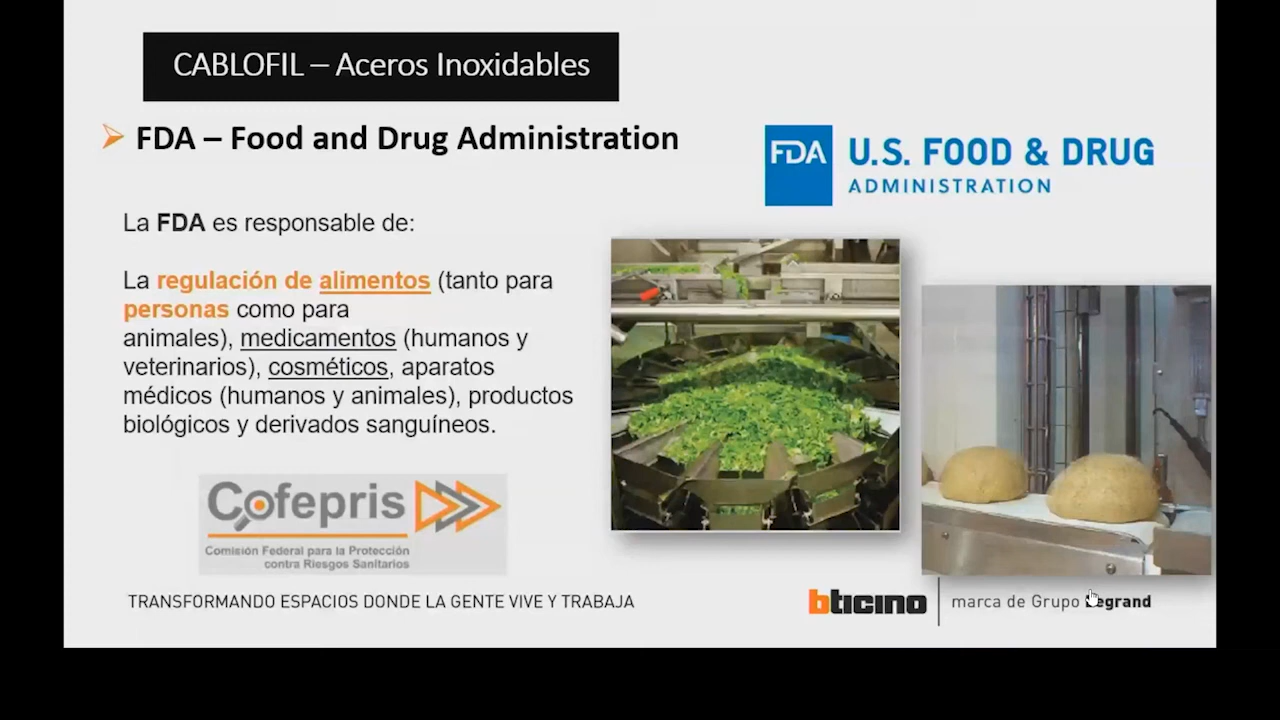 CABLOFIL – Aceros Inoxidables
FDA – Food and Drug Administration
FDA U.S. FOOD & DRUG
ADMINISTRATION
La FDA es responsable de:
La regulación de alimentos (tanto para
personas como para
animales), medicamentos (humanos y
veterinarios), cosméticos, aparatos
médicos (humanos y animales), productos
biológicos y derivados sanguíneos.
Cofepris
Comisión Federal para la Protección
contra Riesgos Sanitarios
TRANSFORMANDO ESPACIOS DONDE LA GENTE VIVE Y TRABAJA
bticino marca de Grupo legrand